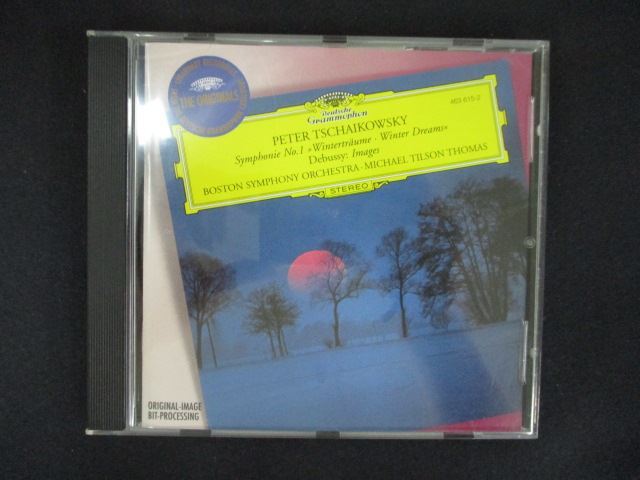 THE ORIGINALS
Deutsche
Grammophon
463 615-2
PETER TSCHAIKOWSKY
Symphonie No.1 »Winterträume · Winter Dreams«
Debussy: Images
BOSTON SYMPHONY ORCHESTRA · MICHAEL TILSON THOMAS
STEREO
ORIGINAL-IMAGE
BIT-PROCESSING